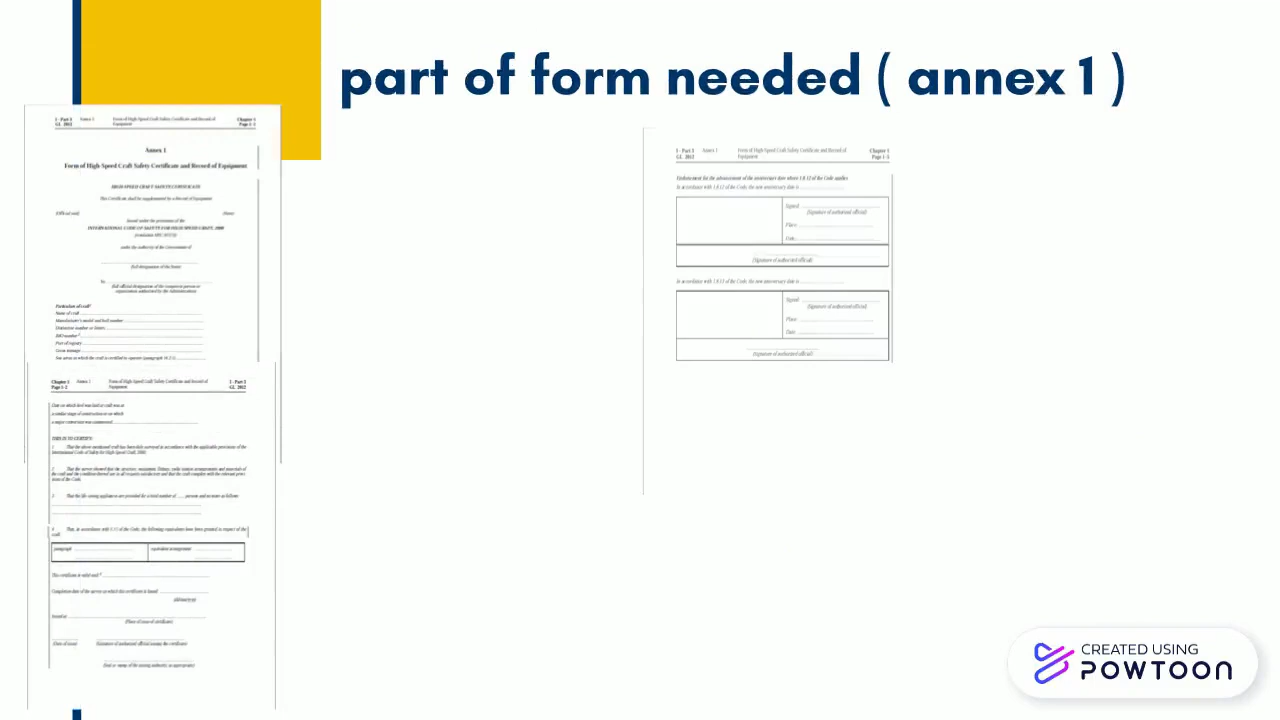 part of form needed ( annex 1 )
I - Part 3 Annex 1 Form of High-Speed Craft Safety Certificate and Record of Chapter 1
GL 2012 Equipment Page 1-1
Annex 1
Form of High-Speed Craft Safety Certificate and Record of Equipment
HIGH-SPEED CRAFT SAFETY CERTIFICATE
This Certificate shall be supplemented by a Record of Equipment
(Official seal) (State)
Issued under the provisions of the
INTERNATIONAL CODE OF SAFETY FOR HIGH-SPEED CRAFT, 2000
under the authority of the Government of
(full designation of the State)
by
(full official designation of the competent person or
organization authorized by the Administration)
Particulars of craft
Name of craft
Manufacturer's model and hull number
Distinctive number or letters
IMO number
Port of registry
Gross tonnage
Sea areas in which the craft is certified to operate (paragraph 14.2.1)
Chapter 1 Annex 1 Form of High-Speed Craft Safety Certificate and Record of I - Part 3
Page 1-2 Equipment GL 2012
Date on which keel was laid or craft was at
a similar stage of construction or on which
a major conversion was commenced
THIS IS TO CERTIFY:
1 That the above-mentioned craft has been duly surveyed in accordance with the applicable provisions of the
International Code of Safety for High-Speed Craft, 2000.
2 That the survey showed that the structure, equipment, fittings, radio station arrangements and materials of
the craft and the condition thereof are in all respects satisfactory and that the craft complies with the relevant provi-
sions of the Code.
3 That the life-saving appliances are provided for a total number of ...... persons and no more as follows:
4 That, in accordance with 1.11 of the Code, the following equivalents have been granted in respect of the
craft:
paragraph equivalent arrangement
This certificate is valid until
Completion date of the survey on which this certificate is based:
(dd/mm/yyyy)
Issued at
(Place of issue of certificate)
(Date of issue) (Signature of authorized official issuing the certificate)
(Seal or stamp of the issuing authority, as appropriate)
I - Part 3 Annex 1 Form of High-Speed Craft Safety Certificate and Record of Chapter 1
GL 2012 Equipment Page 1-5
Endorsement for the advancement of the anniversary date where 1.8.12 of the Code applies
In accordance with 1.8.12 of the Code, the new anniversary date is
Signed:
(Signature of authorized official)
Place:
Date:
(Signature of authorized official)
In accordance with 1.8.12 of the Code, the new anniversary date is
Signed:
(Signature of authorized official)
Place:
Date:
(Signature of authorized official)
CREATED USING
POWTOON